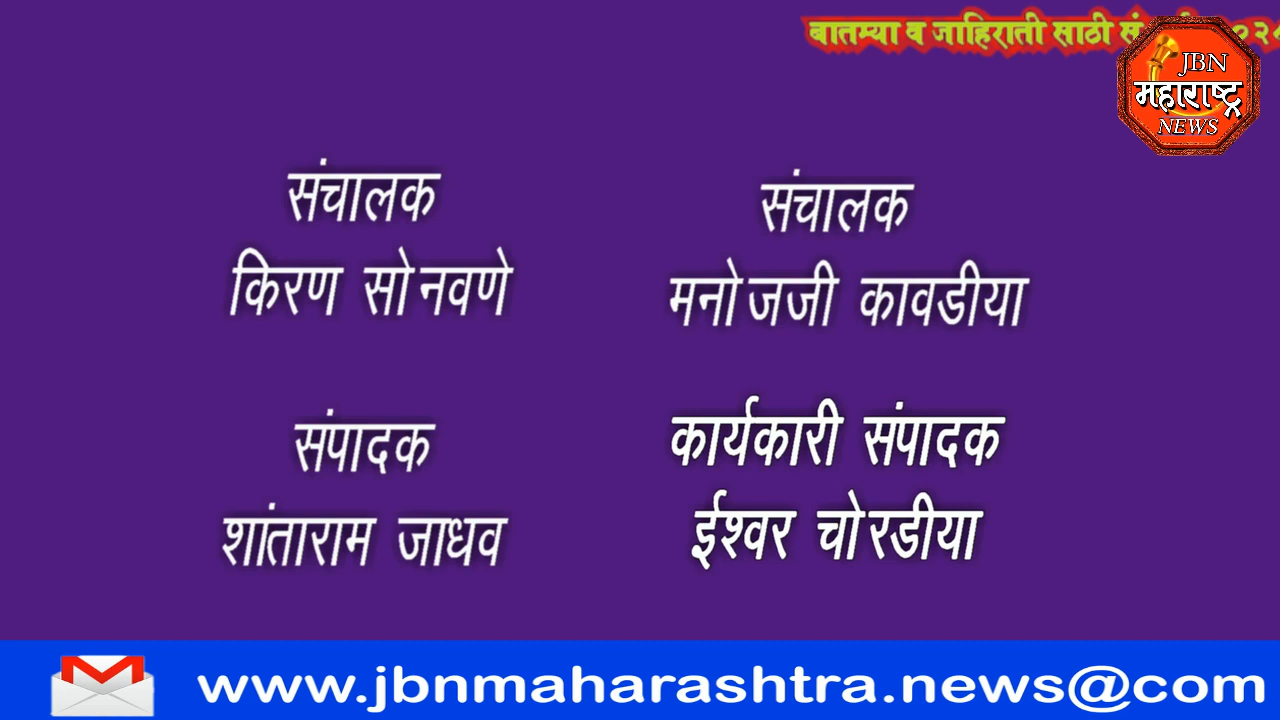 बातम्या व जाहिराती साठी
JBN
महाराष्ट्र
NEWS
संचालक
किरण सोनवणे
संचालक
मनोजजी कावडीया
संपादक
शांताराम जाधव
कार्यकारी संपादक
ईश्वर चोरडीया
www.jbnmaharashtra.news@com